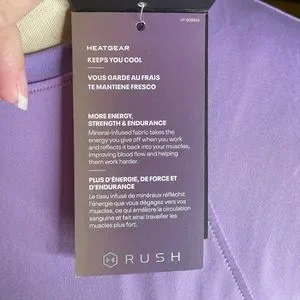 HEATGEAR
KEEPS YOU COOL
VOUS GARDE AU FRAIS
TE MANTIENE FRESCO
MORE ENERGY,
STRENGTH & ENDURANCE
Mineral-infused fabric takes the
energy you give off when you work
and reflects it back into your muscles,
improving blood flow and helping
them work harder.
PLUS D'ÉNERGIE, DE FORCE ET
D'ENDURANCE
Le tissu infusé de minéraux réfléchit
l'énergie que vous dégagez vers vos
muscles, ce qui améliore la circulation
sanguine et fait ainsi travailler les
muscles plus fort.
RUSH